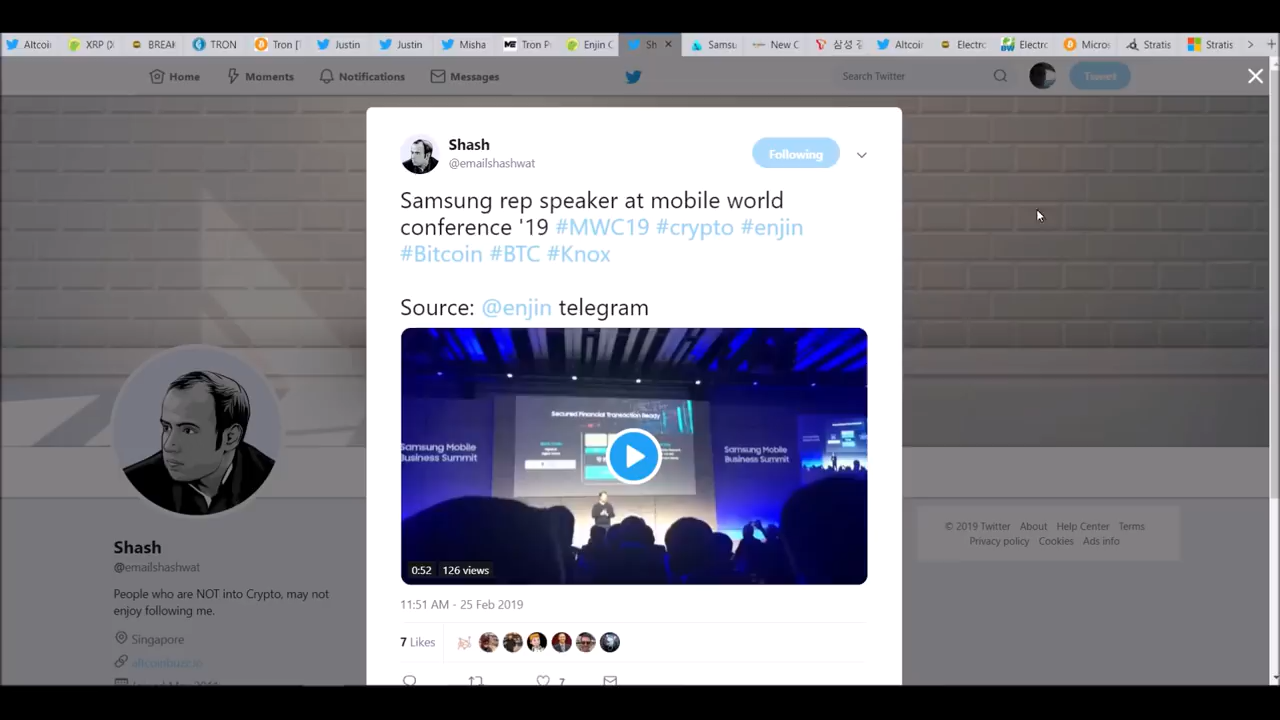 Altcoi
XRP (X
BREAK
TRON
Tron [
Justin
Justin
Misha
Tron P
Enjin C
Sh
Samsu
New C
삼성 갤
Altcoi
Electr
Electr
Micros
Stratis
Stratis
Home
Moments
Notifications
Messages
Search Twitter
Tweet
Shash
@emailshashwat
Following
Samsung rep speaker at mobile world
conference '19 #MWC19 #crypto #enjin
#Bitcoin #BTC #Knox
Source: @enjin telegram
Secured Financial Transaction Ready
Samsung Mobile
Business Summit
Samsung Mobile
Business Summit
0:52 126 views
11:51 AM - 25 Feb 2019
7 Likes
7
Shash
@emailshashwat
People who are NOT into Crypto, may not
enjoy following me.
Singapore
altcoinbuzz.io
© 2019 Twitter About Help Center Terms
Privacy policy Cookies Ads info